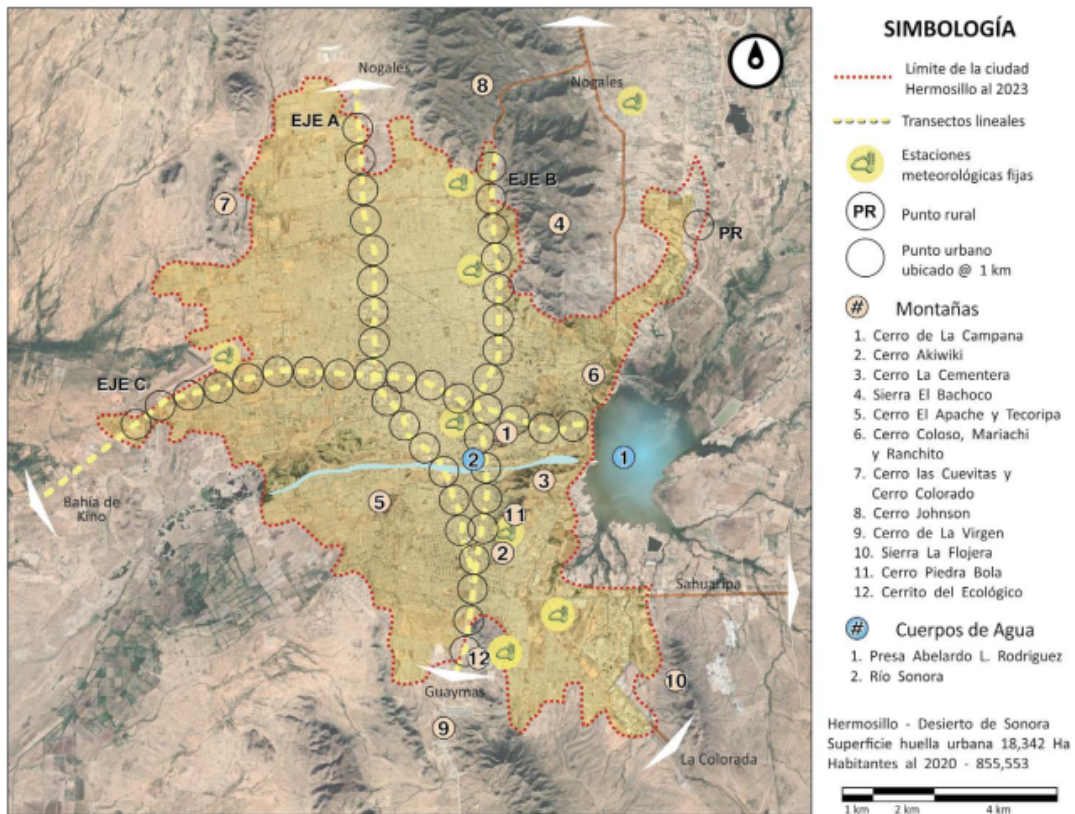 Nogales
Nogales
8
EJE A
EJE B
7
4
PR
EJE C
6
1
2
1
3
5
11
2
Bahía de
Kino
Sahuaripa
12
10
Guaymas
9
La Colorada
SIMBOLOGÍA
Límite de la ciudad
Hermosillo al 2023
Transectos lineales
Estaciones
meteorológicas fijas
PR Punto rural
Punto urbano
ubicado @ 1 km
# Montañas
1. Cerro de La Campana
2. Cerro Akiwiki
3. Cerro La Cementera
4. Sierra El Bachoco
5. Cerro El Apache y Tecoripa
6. Cerro Coloso, Mariachi
y Ranchito
7. Cerro las Cuevitas y
Cerro Colorado
8. Cerro Johnson
9. Cerro de La Virgen
10. Sierra La Flojera
11. Cerro Piedra Bola
12. Cerrito del Ecológico
# Cuerpos de Agua
1. Presa Abelardo L. Rodriguez
2. Río Sonora
Hermosillo - Desierto de Sonora
Superficie huella urbana 18,342 Ha
Habitantes al 2020 - 855,553
1 km 2 km 4 km